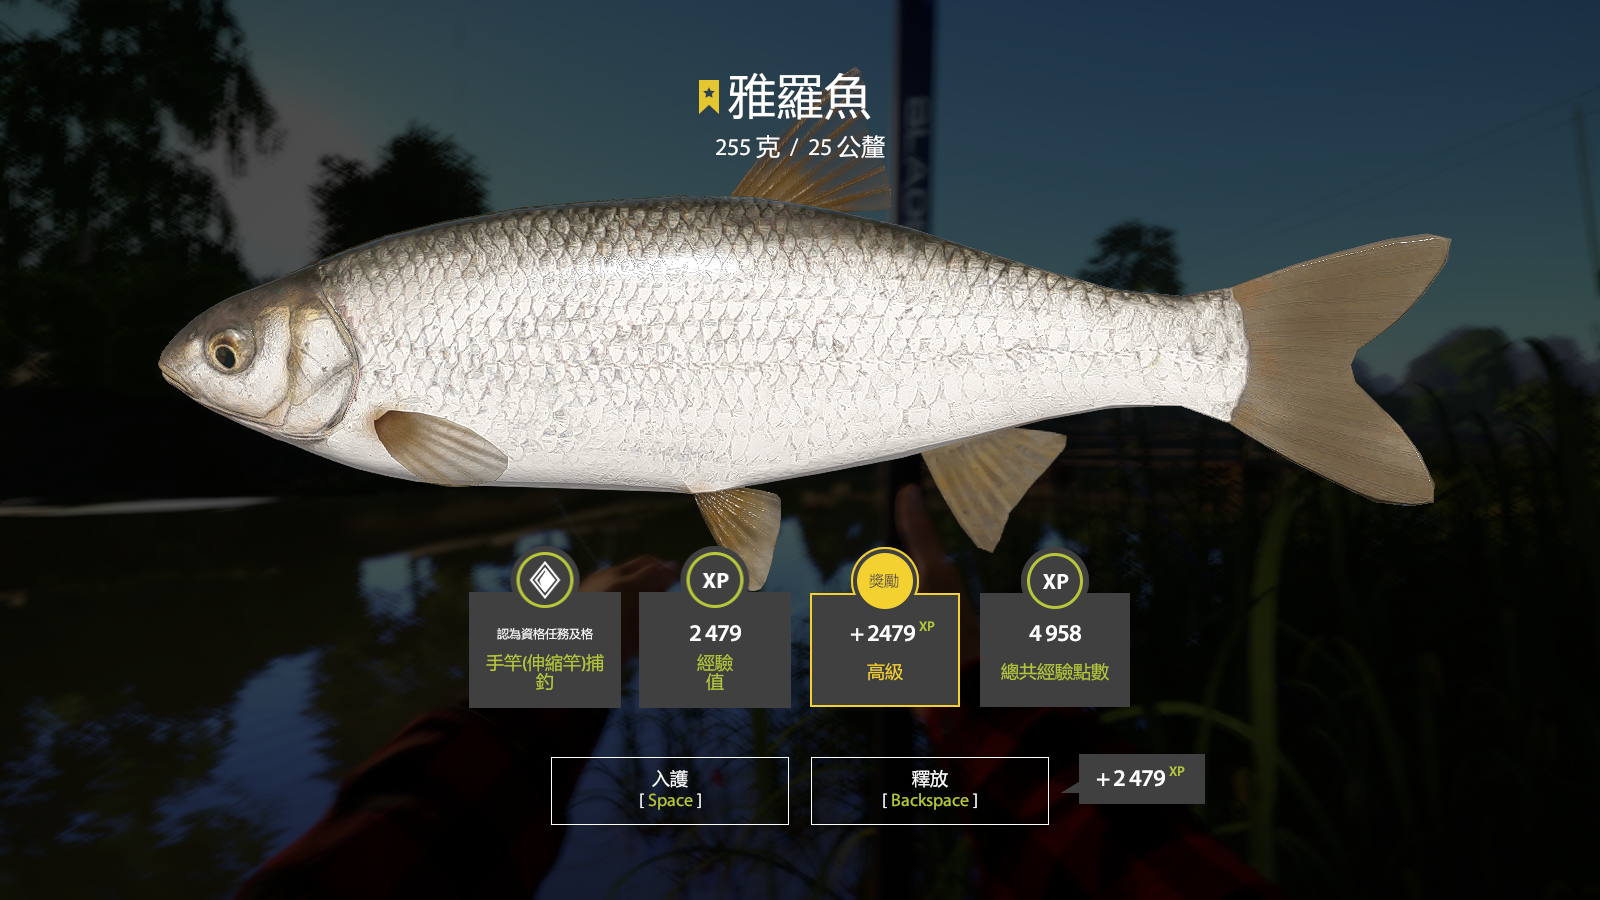 雅羅魚
255 克 / 25 公釐
認為資格任務及格
手竿(伸縮竿)捕
釣
XP
2 479
經驗
值
獎勵
+ 2479 XP
高級
XP
4 958
總共經驗點數
入護
[ Space ]
釋放
[ Backspace ]
+ 2 479 XP